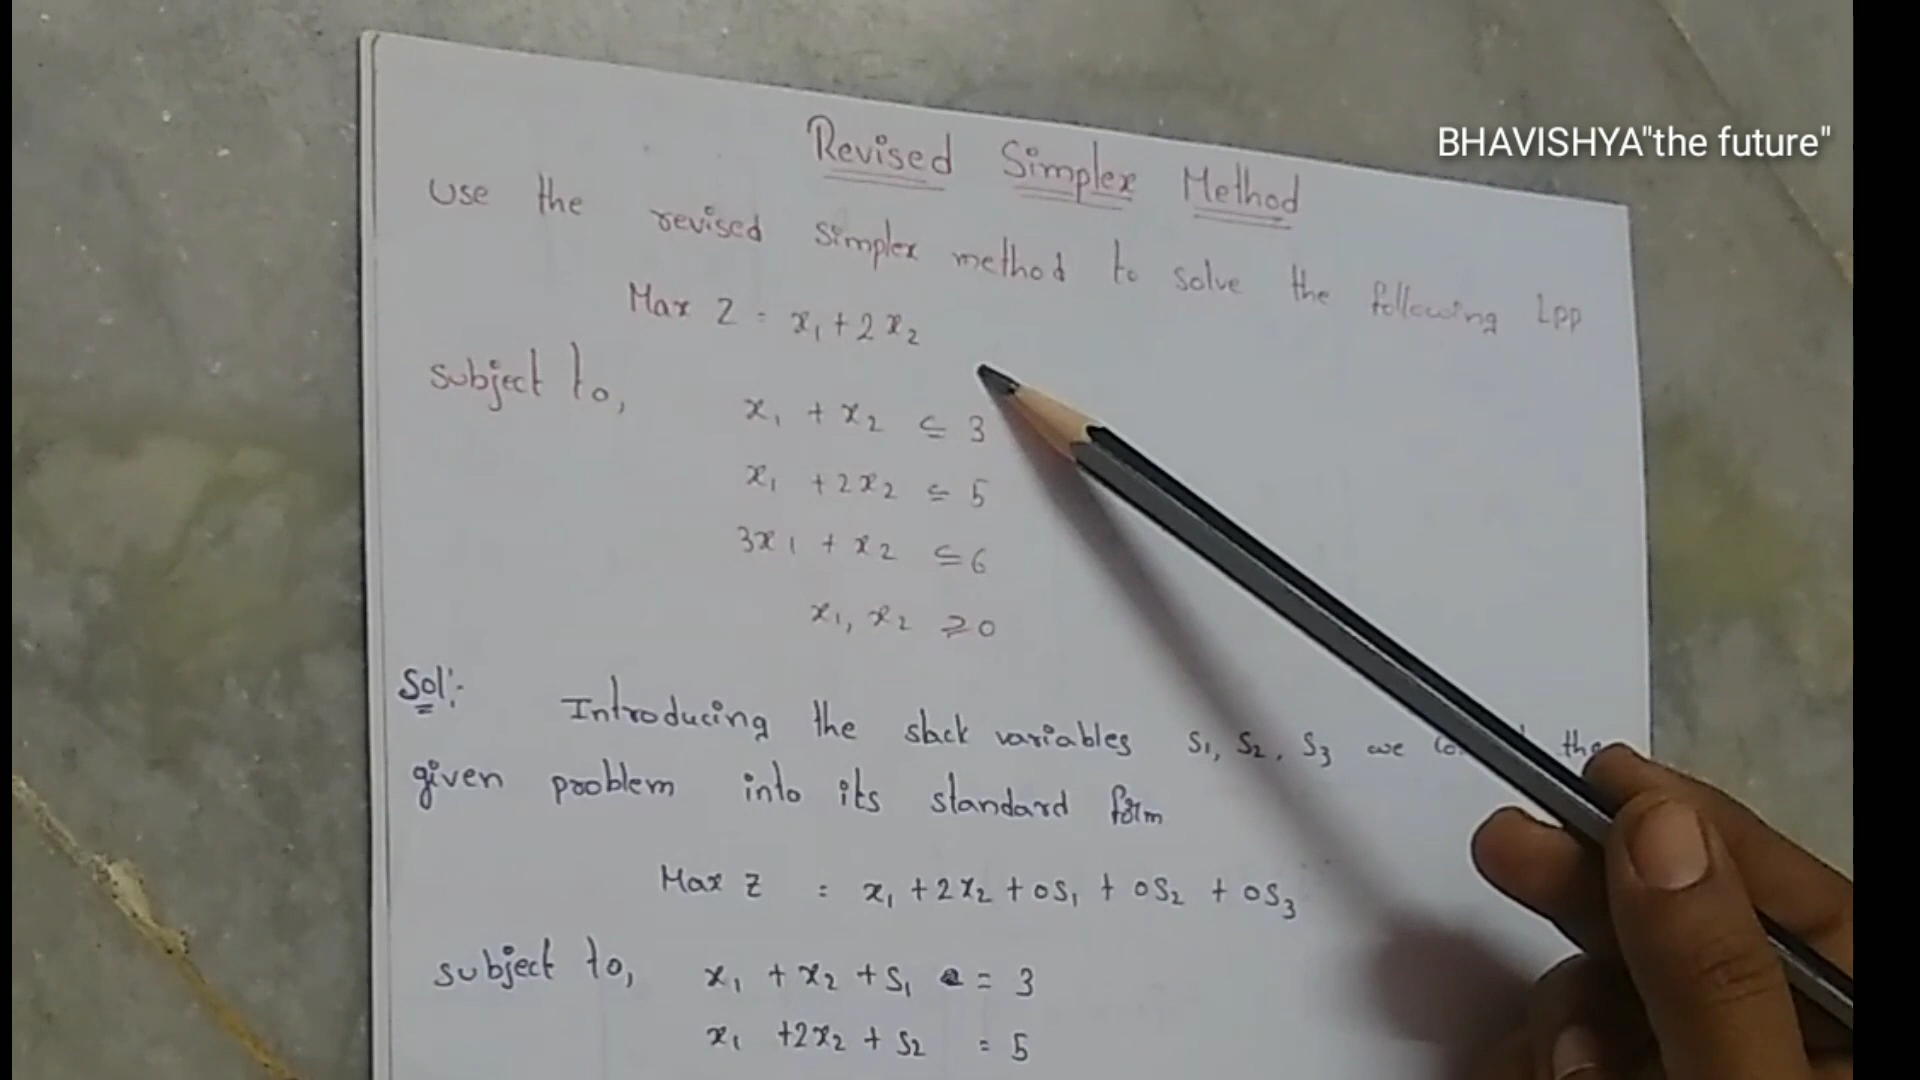 BHAVISHYA"the future"
Revised Simplex Method
Use the revised simplex method to solve the following Lpp
Max Z = x₁ + 2x₂
subject to,
x₁ + x₂ ≤ 3
x₁ + 2x₂ ≤ 5
3x₁ + x₂ ≤ 6
x₁, x₂ ≥ 0
Sol:-
Introducing the slack variables S₁, S₂, S₃ we the
given problem into its standard form
Max Z = x₁ + 2x₂ + 0S₁ + 0S₂ + 0S₃
subject to, x₁ + x₂ + S₁ = 3
x₁ + 2x₂ + S₂ = 5